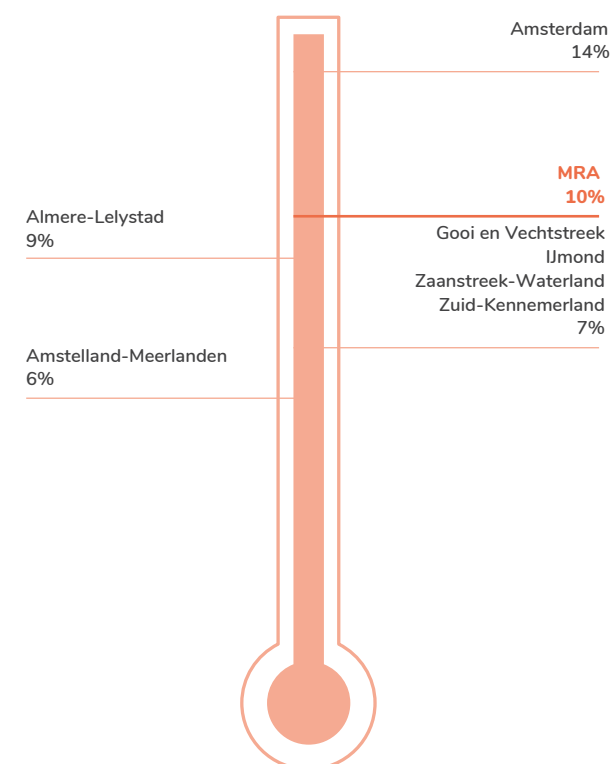 Amsterdam
14%
MRA
10%
Almere-Lelystad
9%
Gooi en Vechtstreek
IJmond
Zaanstreek-Waterland
Zuid-Kennemerland
7%
Amstelland-Meerlanden
6%